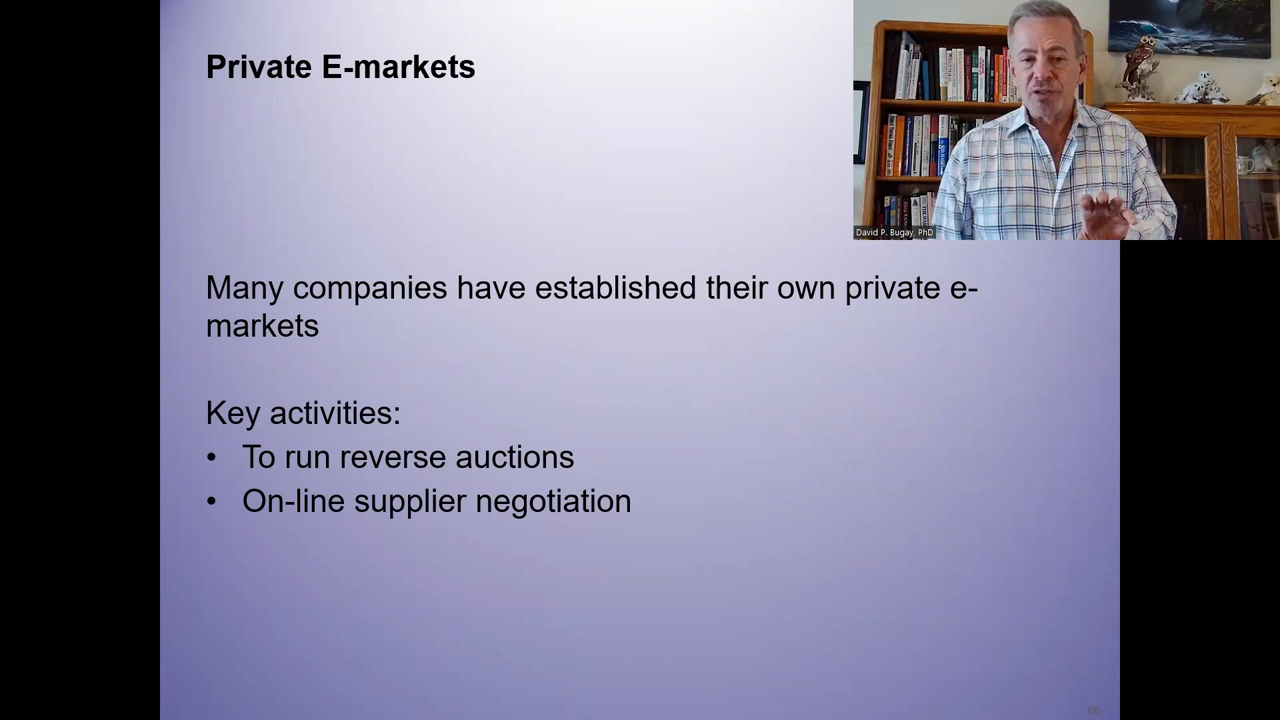 Private E-markets
David P. Bugay, PhD
Many companies have established their own private e-
markets
Key activities:
• To run reverse auctions
• On-line supplier negotiation
66